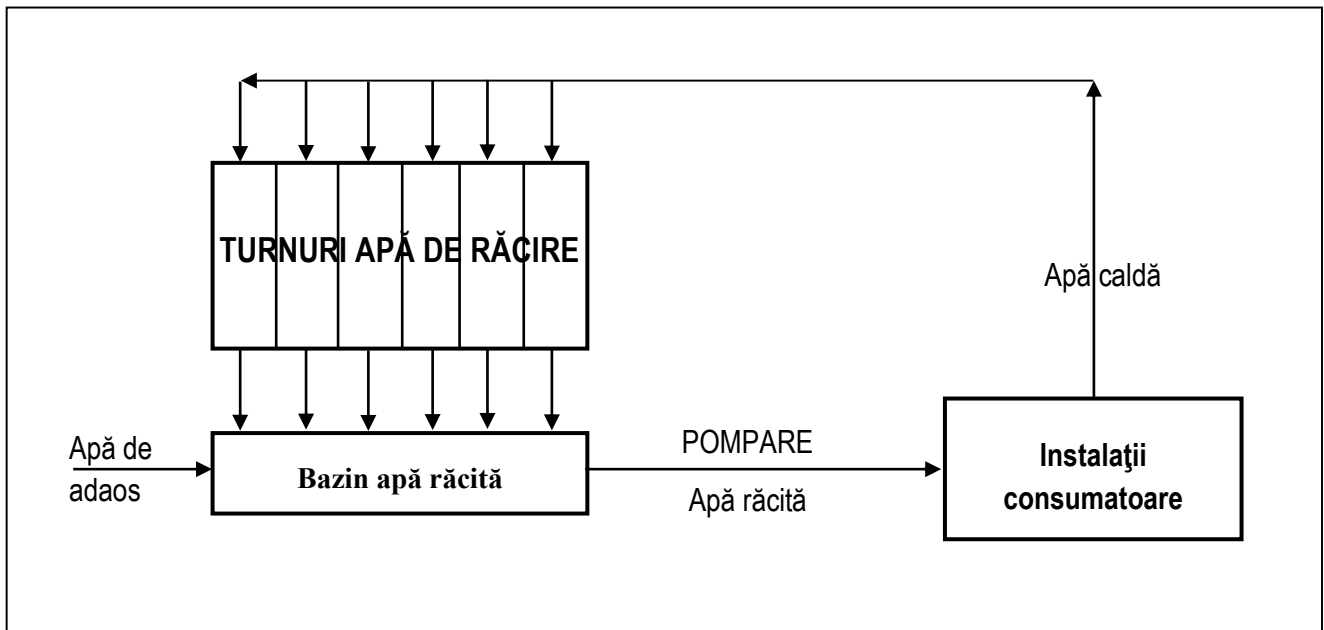 TURNURI APĂ DE RĂCIRE
Apă caldă
Apă de
adaos
Bazin apă răcită
POMPARE
Apă răcită
Instalaţii
consumatoare